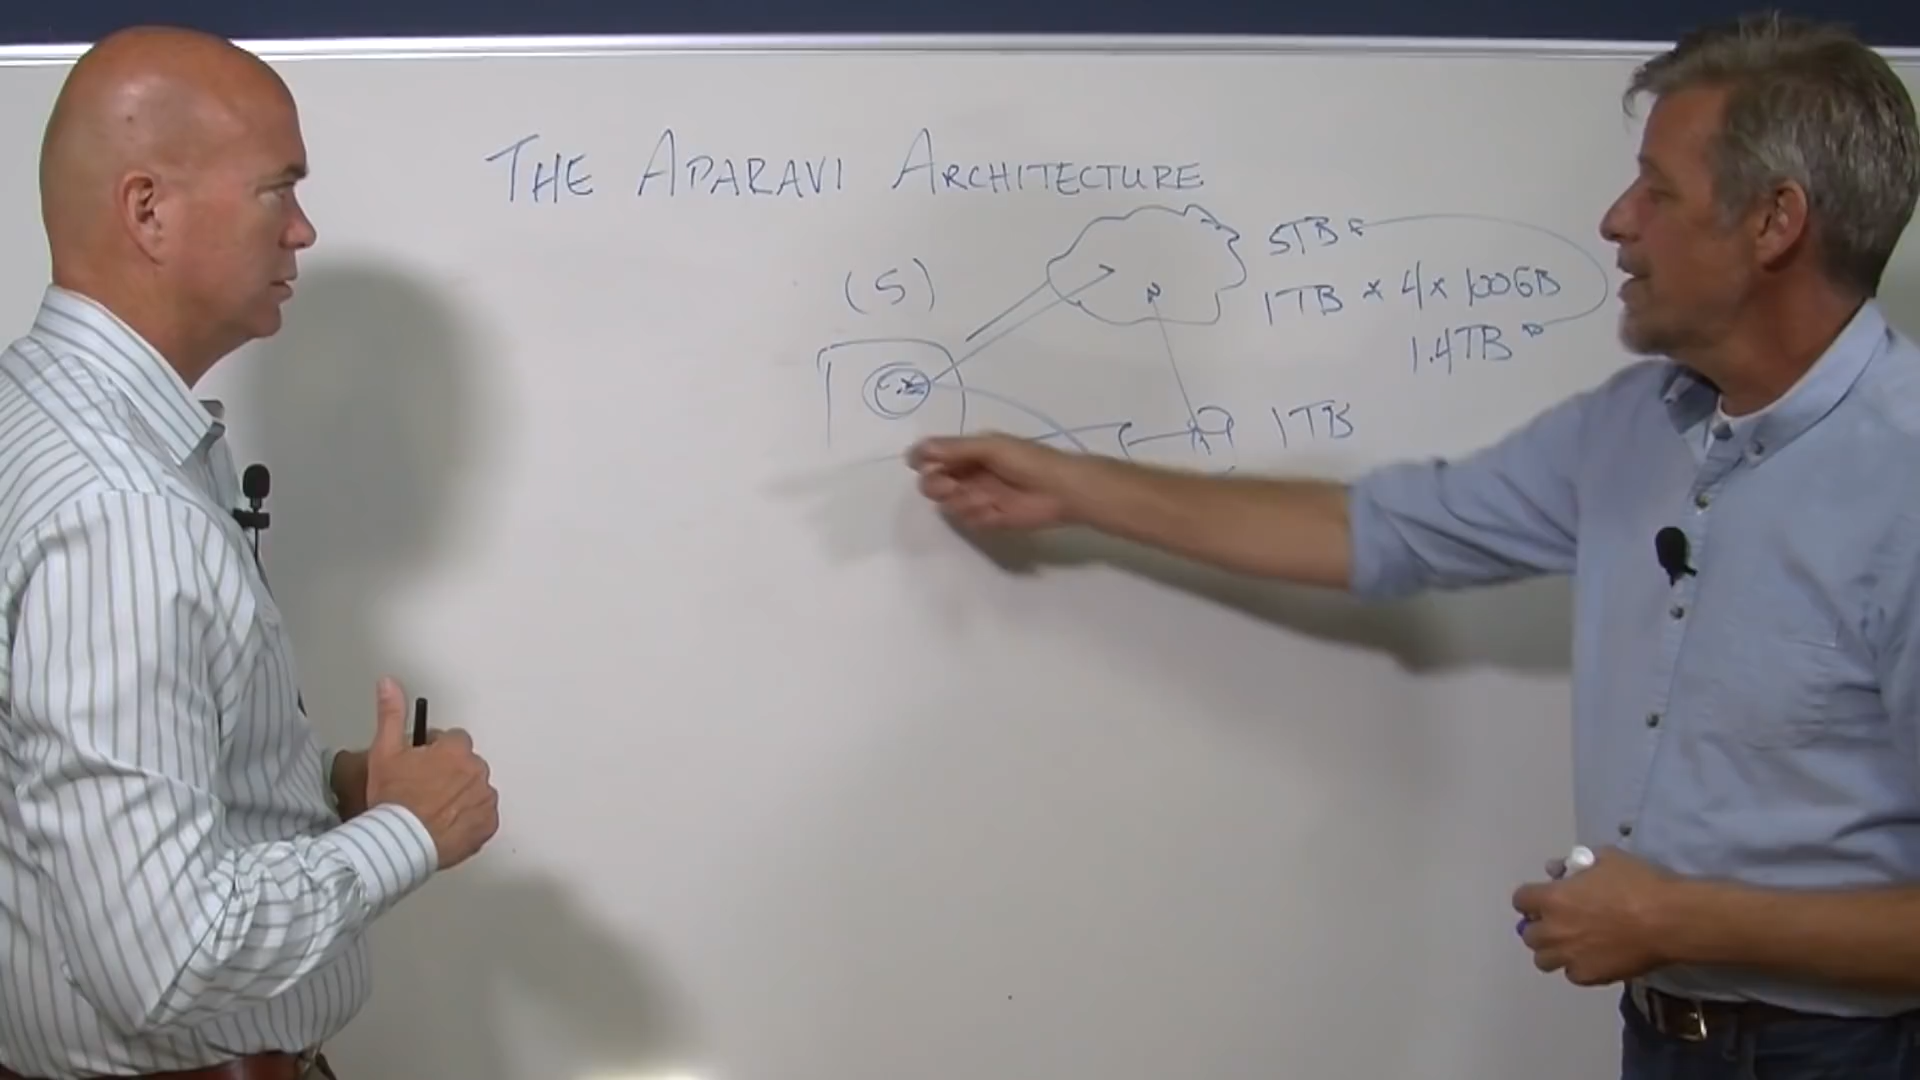 THE APARAVI ARCHITECTURE
(S)
5TB
1TB x 4 x 100GB
1.4TB
1TB